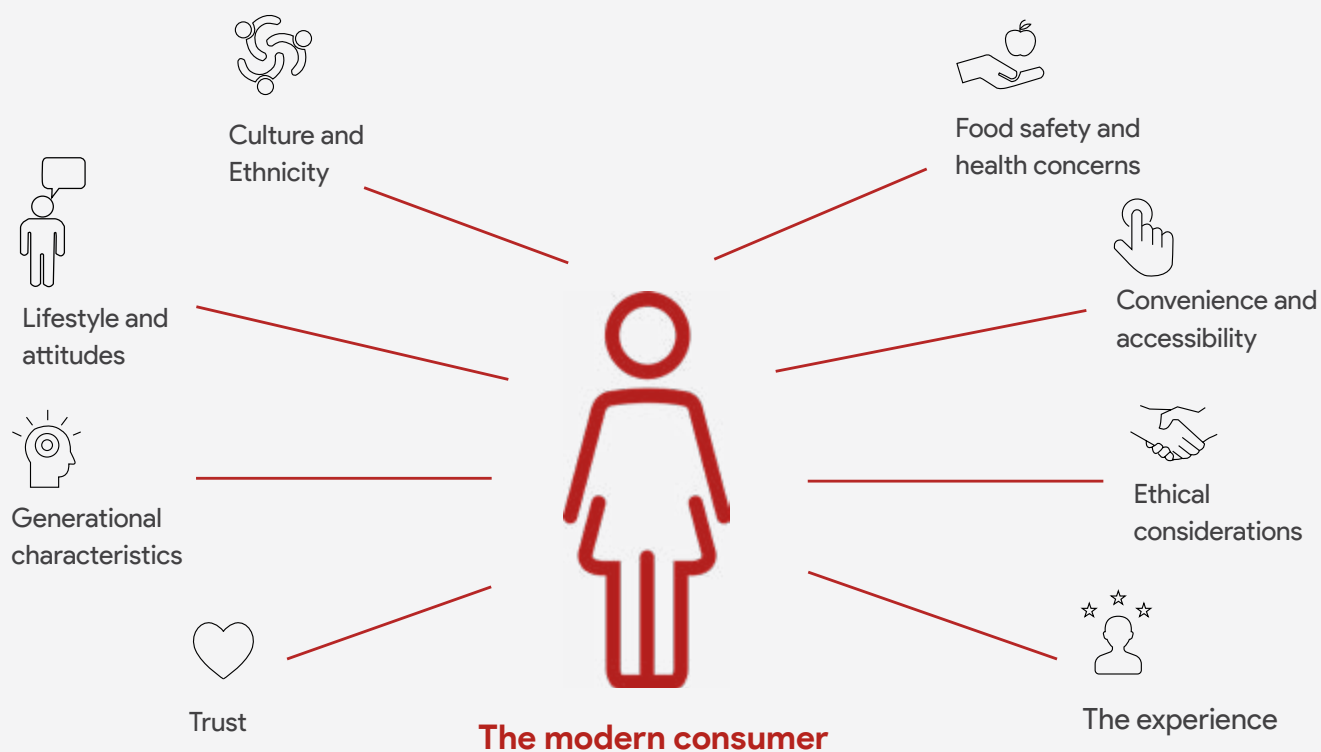 Culture and
Ethnicity
Food safety and
health concerns
Lifestyle and
attitudes
Convenience and
accessibility
Generational
characteristics
Ethical
considerations
Trust
The experience
The modern consumer